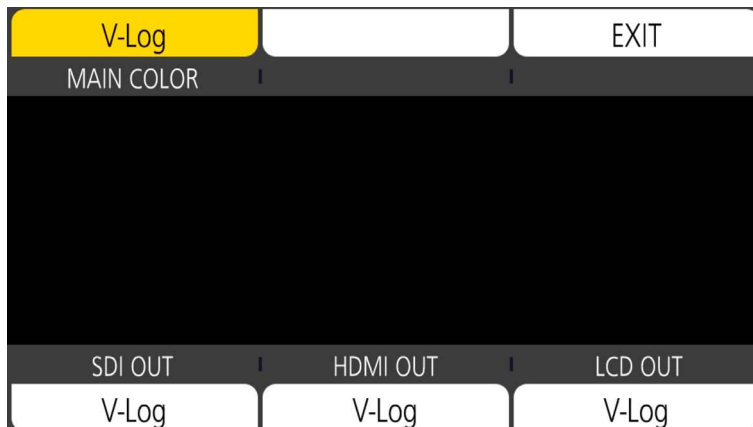 V-Log EXIT
MAIN COLOR
SDI OUT HDMI OUT LCD OUT
V-Log V-Log V-Log